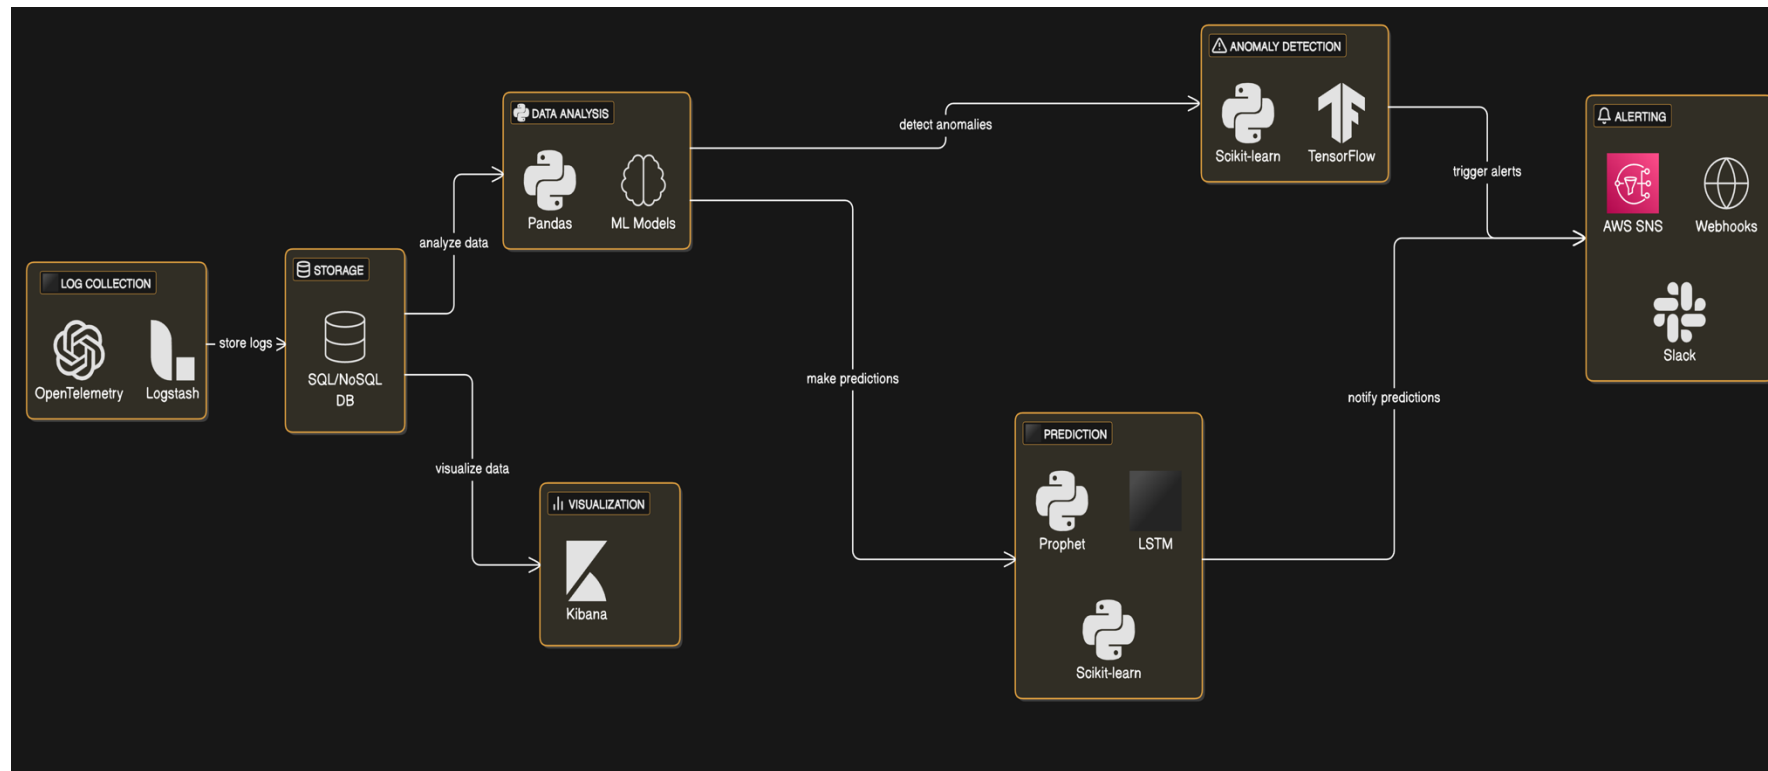 LOG COLLECTION
OpenTelemetry
Logstash
store logs
STORAGE
SQL/NoSQL
DB
analyze data
visualize data
DATA ANALYSIS
Pandas
ML Models
VISUALIZATION
Kibana
detect anomalies
make predictions
ANOMALY DETECTION
Scikit-learn
TensorFlow
PREDICTION
Prophet
LSTM
Scikit-learn
trigger alerts
notify predictions
ALERTING
AWS SNS
Webhooks
Slack